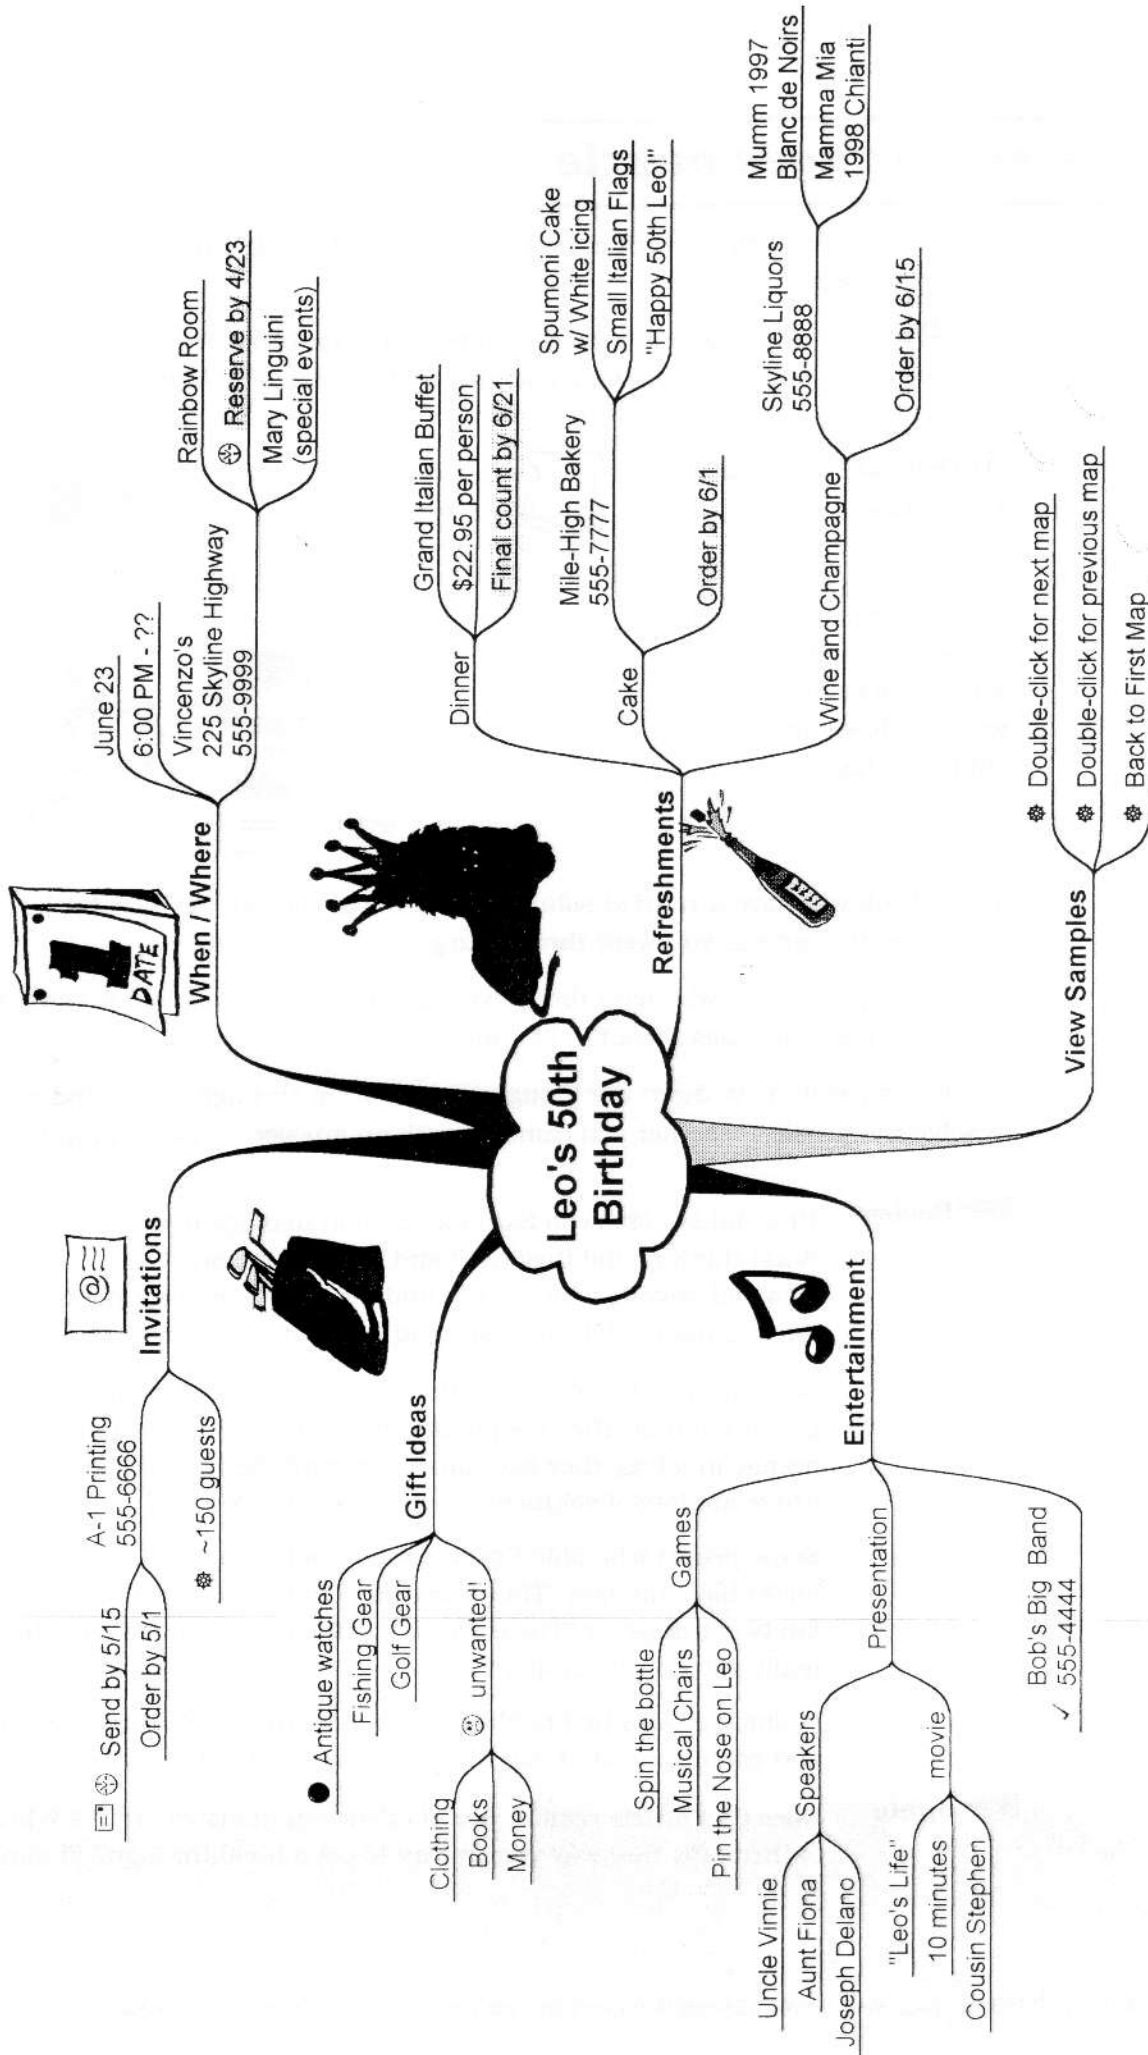 Leo's 50th
Birthday
When / Where
DATE
June 23
6:00 PM - ??
Vincenzo's
225 Skyline Highway
555-9999
Rainbow Room
Reserve by 4/23
Mary Linguini
(special events)
Refreshments
Dinner
Grand Italian Buffet
$22.95 per person
Final count by 6/21
Cake
Mile-High Bakery
555-7777
Spumoni Cake
w/ White icing
Small Italian Flags
"Happy 50th Leo!"
Order by 6/1
Wine and Champagne
Skyline Liquors
555-8888
Mumm 1997
Blanc de Noirs
Mamma Mia
1998 Chianti
Order by 6/15
View Samples
Double-click for next map
Double-click for previous map
Back to First Map
Invitations
@
A-1 Printing
555-6666
Send by 5/15
Order by 5/1
~150 guests
Gift Ideas
Antique watches
Fishing Gear
Golf Gear
unwanted!
Clothing
Books
Money
Entertainment
Games
Spin the bottle
Musical Chairs
Pin the Nose on Leo
Presentation
Speakers
Uncle Vinnie
Aunt Fiona
Joseph Delano
movie
"Leo's Life"
10 minutes
Cousin Stephen
Bob's Big Band
✓ 555-4444